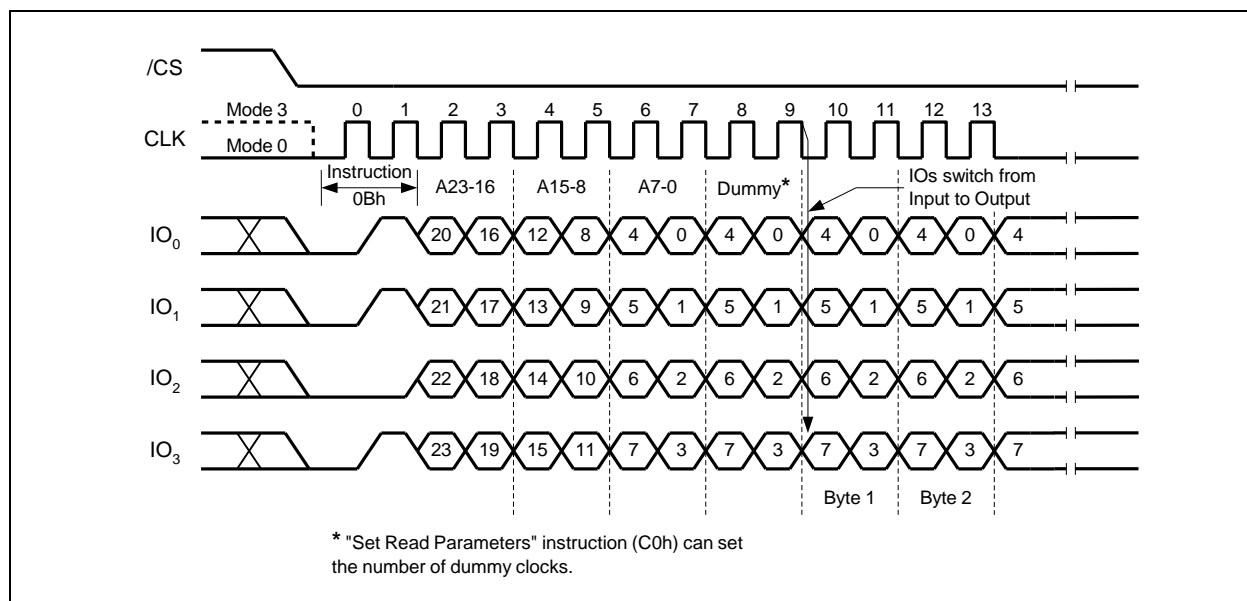 /CS
Mode 3 0 1 2 3 4 5 6 7 8 9 10 11 12 13
CLK
Mode 0
Instruction
0Bh
A23-16 A15-8 A7-0 Dummy*
IOs switch from
Input to Output
IO0 20 16 12 8 4 0 4 0 4 0 4 0 4
IO1 21 17 13 9 5 1 5 1 5 1 5 1 5
IO2 22 18 14 10 6 2 6 2 6 2 6 2 6
IO3 23 19 15 11 7 3 7 3 7 3 7 3 7
Byte 1 Byte 2
* "Set Read Parameters" instruction (C0h) can set
the number of dummy clocks.